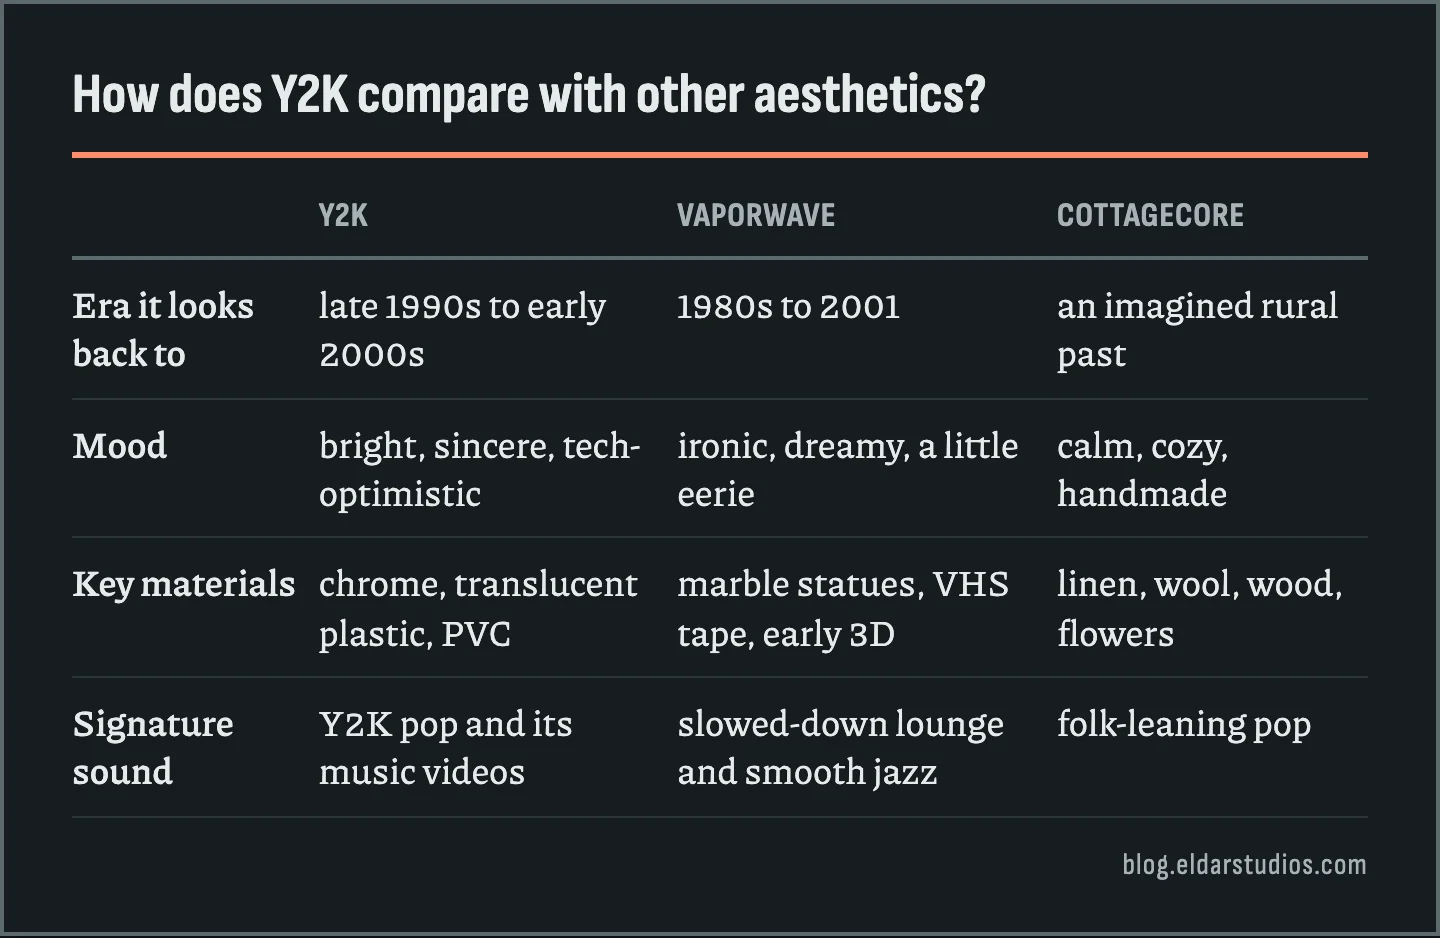 How does Y2K compare with other aesthetics?
Y2K VAPORWAVE COTTAGECORE
Era it looks late 1990s to early 1980s to 2001 an imagined rural
back to 2000s past
Mood bright, sincere, tech- ironic, dreamy, a little calm, cozy,
optimistic eerie handmade
Key materials chrome, translucent marble statues, VHS linen, wool, wood,
plastic, PVC tape, early 3D flowers
Signature Y2K pop and its slowed-down lounge folk-leaning pop
sound music videos and smooth jazz
blog.eldarstudios.com